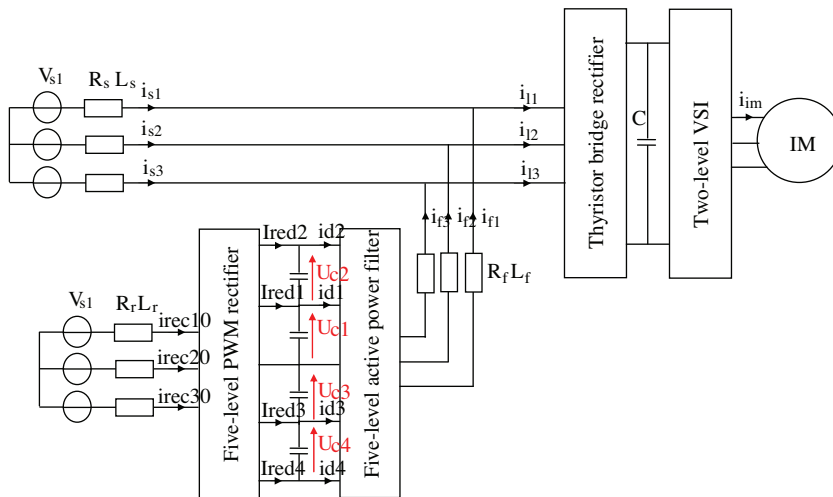 Vs1
Rs Ls
is1
il1
is2
il2
is3
il3
Thyristor bridge rectifier
C
Two-level VSI
iim
IM
if3
if2
if1
RfLf
Vs1
RrLr
irec10
irec20
irec30
Five-level PWM rectifier
Ired2
id2
Uc2
Ired1
id1
Uc1
Uc3
Ired3
id3
Uc4
Ired4
id4
Five-level active power filter